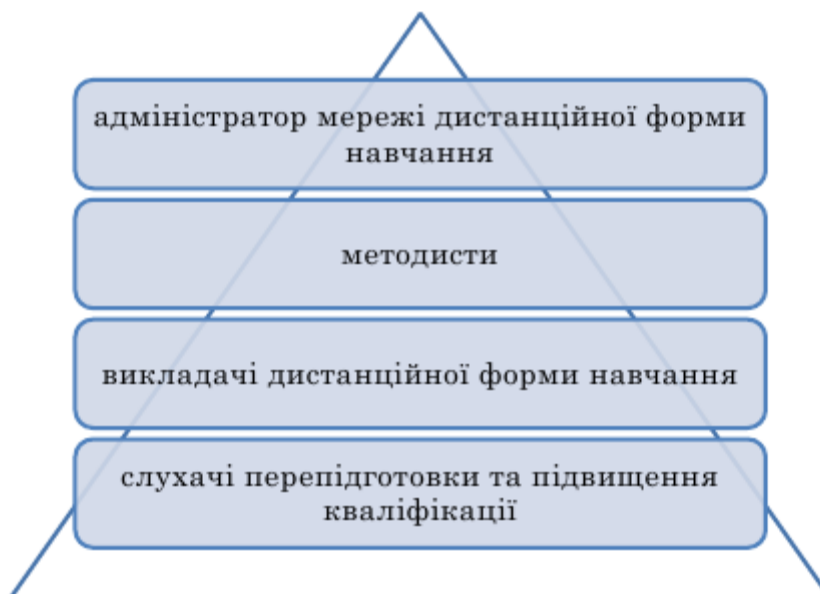 адміністратор мережі дистанційної форми
навчання
методисти
викладачі дистанційної форми навчання
слухачі перепідготовки та підвищення
кваліфікації